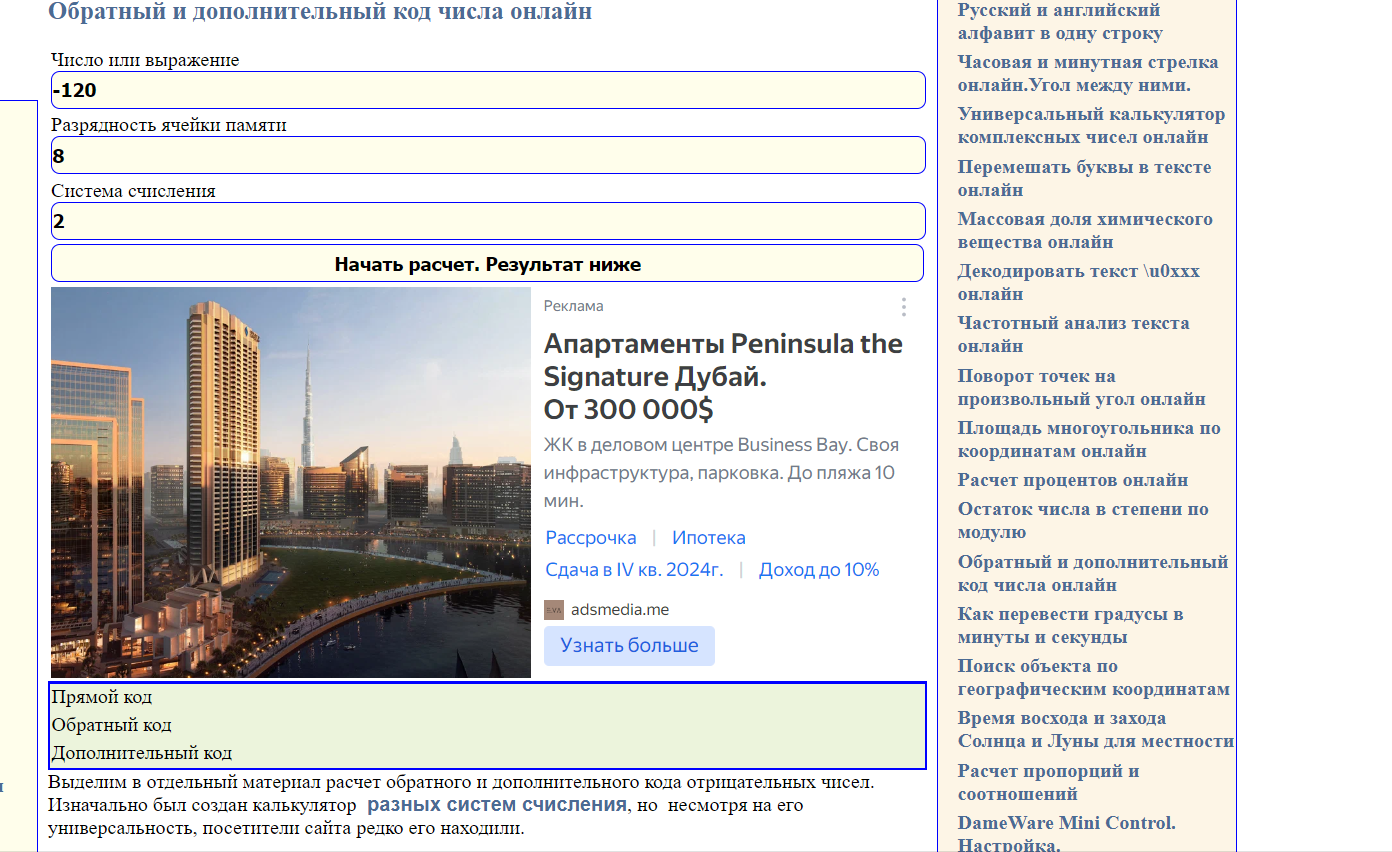 Обратный и дополнительный код числа онлайн
Число или выражение
-120
Разрядность ячейки памяти
8
Система счисления
2
Начать расчет. Результат ниже
Реклама
Апартаменты Peninsula the
Signature Дубай.
От 300 000$
ЖК в деловом центре Business Bay. Своя
инфраструктура, парковка. До пляжа 10
мин.
Рассрочка | Ипотека
Сдача в IV кв. 2024г. | Доход до 10%
adsmedia.me
Узнать больше
Прямой код
Обратный код
Дополнительный код
Выделим в отдельный материал расчет обратного и дополнительного кода отрицательных чисел.
Изначально был создан калькулятор разных систем счисления, но несмотря на его
универсальность, посетители сайта редко его находили.
Русский и английский
алфавит в одну строку
Часовая и минутная стрелка
онлайн.Угол между ними.
Универсальный калькулятор
комплексных чисел онлайн
Перемешать буквы в тексте
онлайн
Массовая доля химического
вещества онлайн
Декодировать текст \u0xxx
онлайн
Частотный анализ текста
онлайн
Поворот точек на
произвольный угол онлайн
Площадь многоугольника по
координатам онлайн
Расчет процентов онлайн
Остаток числа в степени по
модулю
Обратный и дополнительный
код числа онлайн
Как перевести градусы в
минуты и секунды
Поиск объекта по
географическим координатам
Время восхода и захода
Солнца и Луны для местности
Расчет пропорций и
соотношений
DameWare Mini Control.
Настройка.